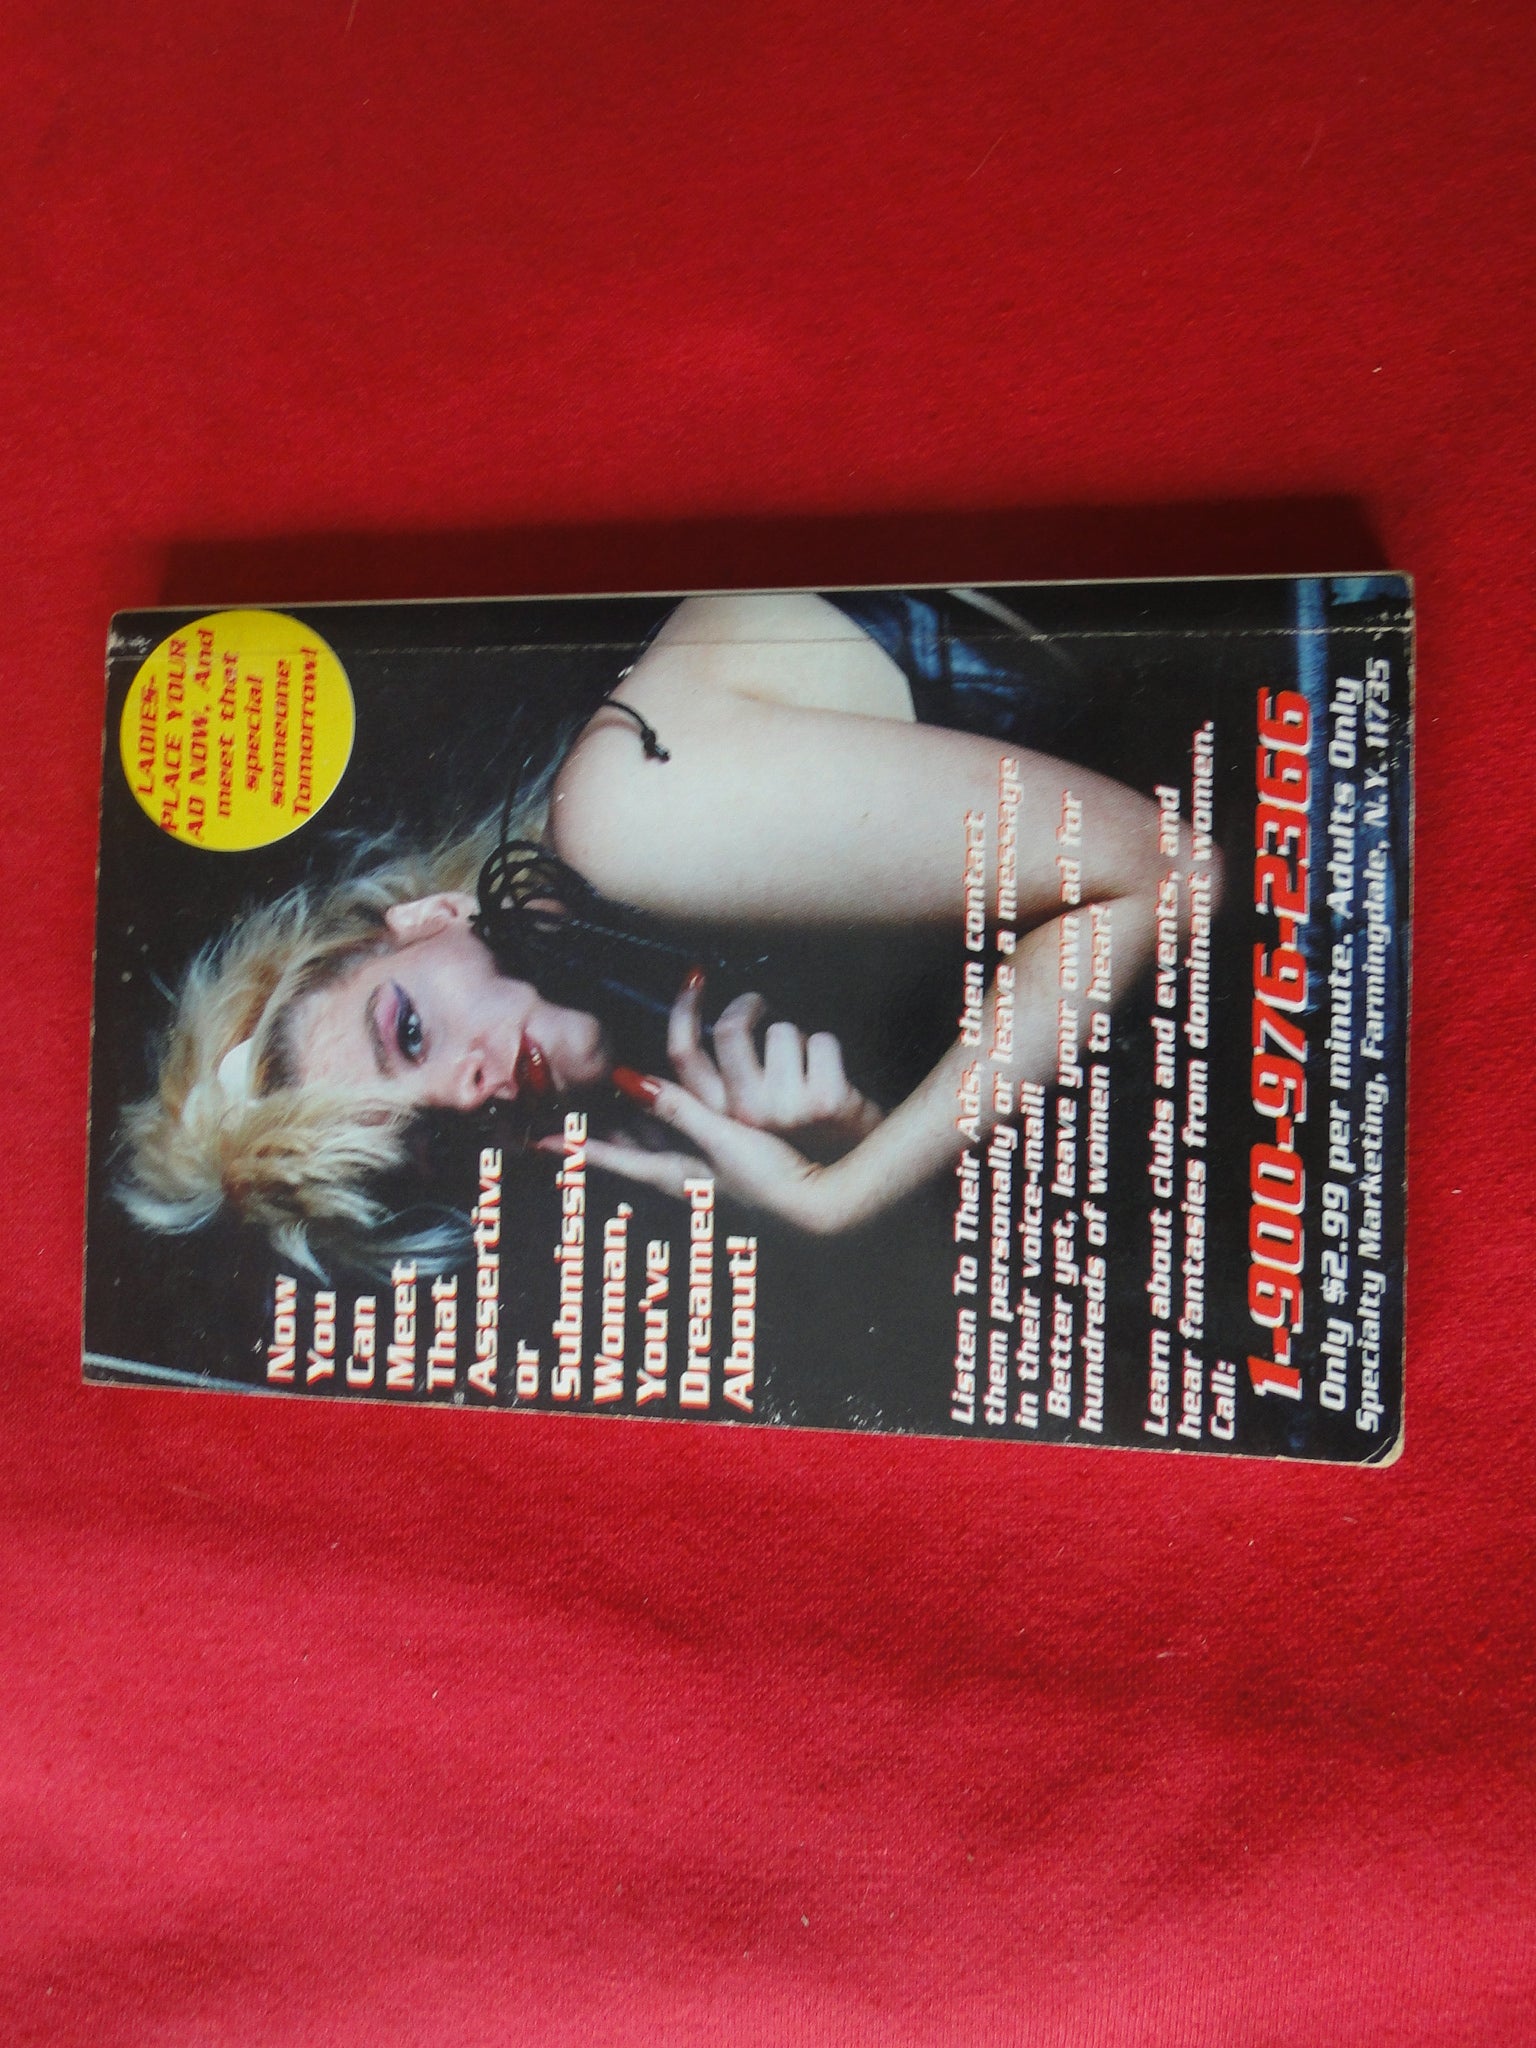 LADIES-
PLACE YOUR
AD NOW, And
meet that
special
someone
Tomorrow!
Now
You
Can
Meet
That
Assertive
or
Submissive
Woman,
You've
Dreamed
About!
Listen To Their Ads, then contact
them personally or leave a message
in their voice-mail!
Better yet, leave your own ad for
hundreds of women to hear!
Learn about clubs and events, and
hear fantasies from dominant women.
Call:
1-900-976-2366
Only $2.99 per minute. Adults Only
Specialty Marketing, Farmingdale, N.Y. 11735